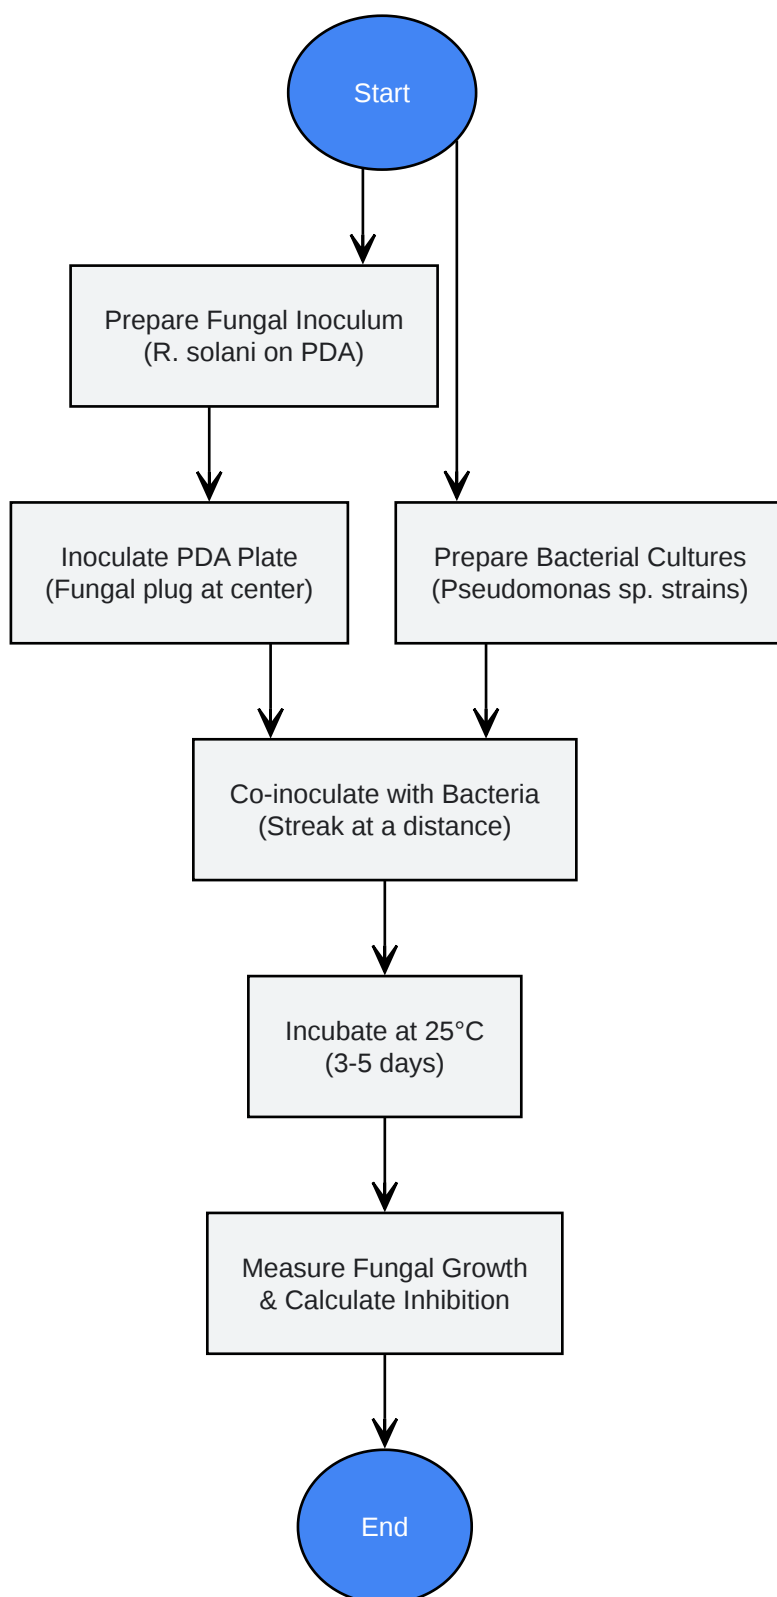 Start
Prepare Fungal Inoculum
(R. solani on PDA)
Inoculate PDA Plate
(Fungal plug at center)
Prepare Bacterial Cultures
(Pseudomonas sp. strains)
Co-inoculate with Bacteria
(Streak at a distance)
Incubate at 25°C
(3-5 days)
Measure Fungal Growth
& Calculate Inhibition
End